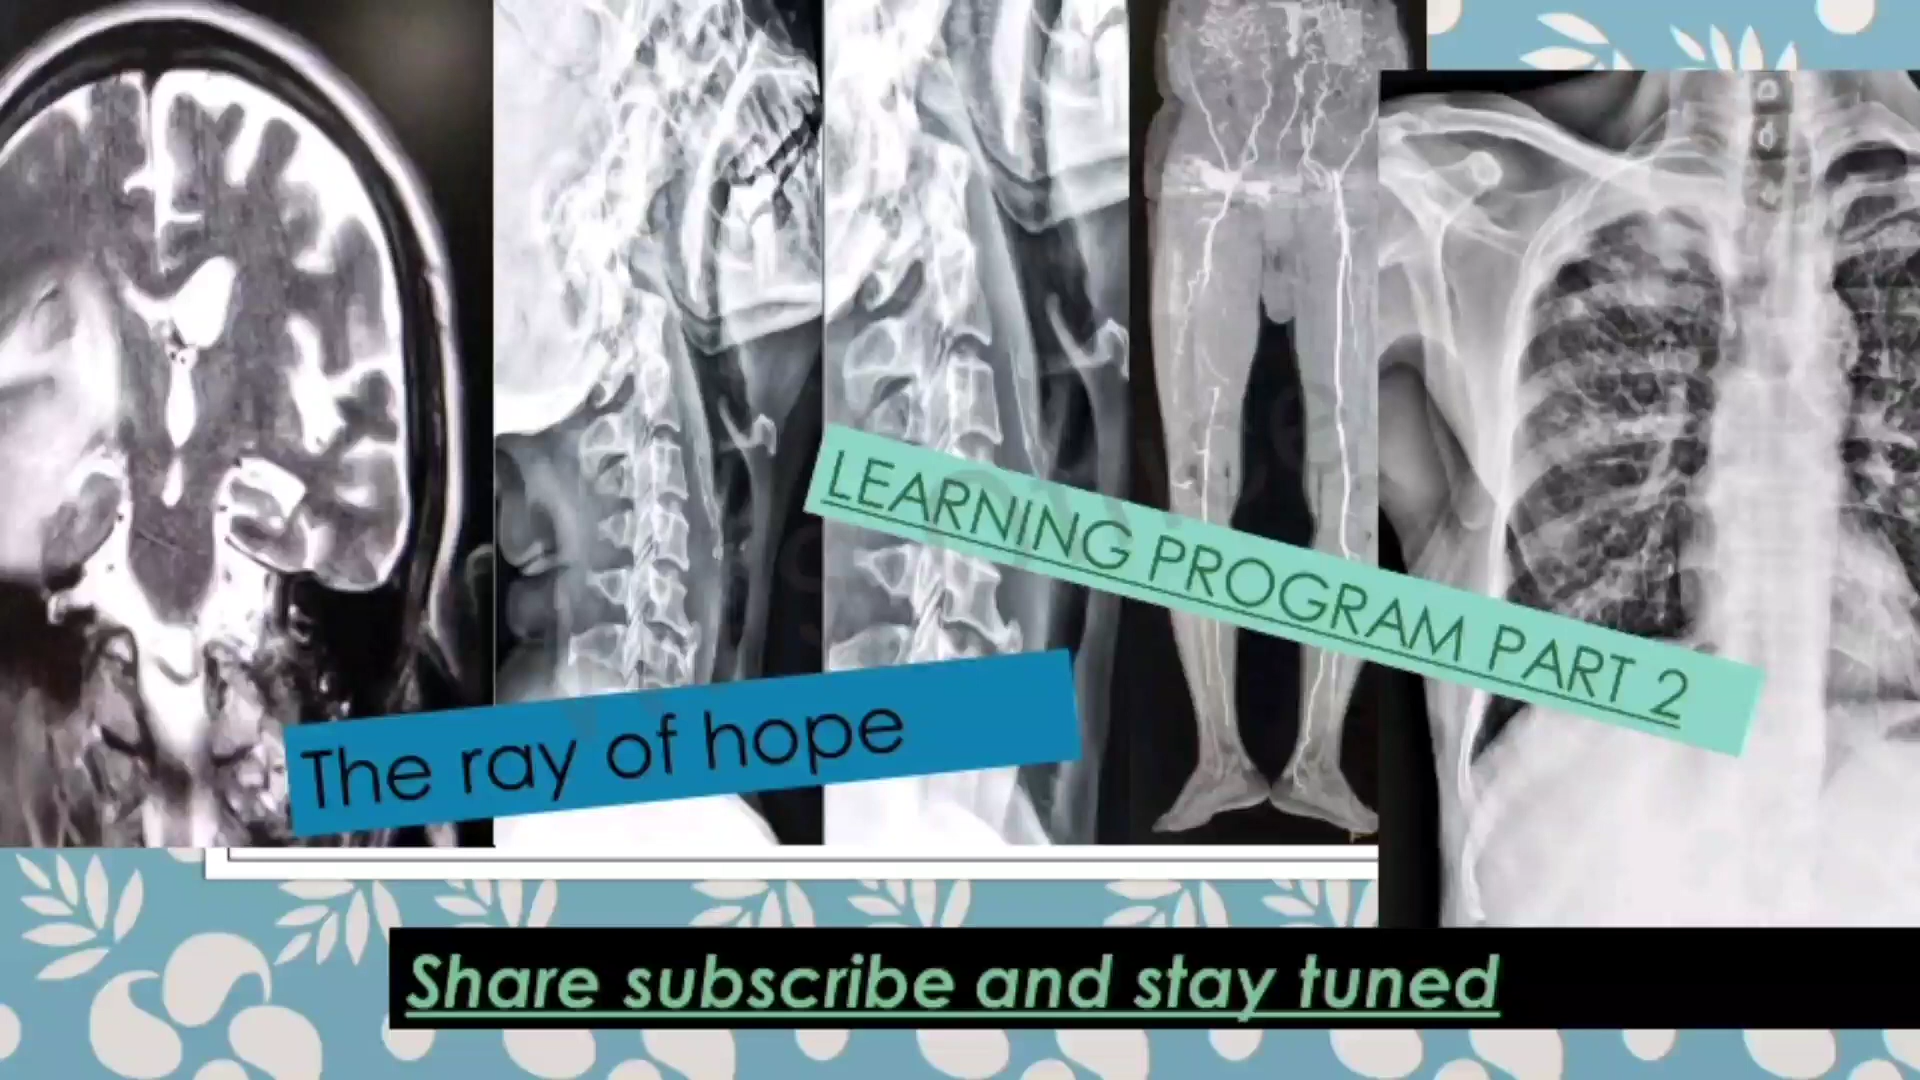 LEARNING PROGRAM PART 2
The ray of hope
Share subscribe and stay tuned